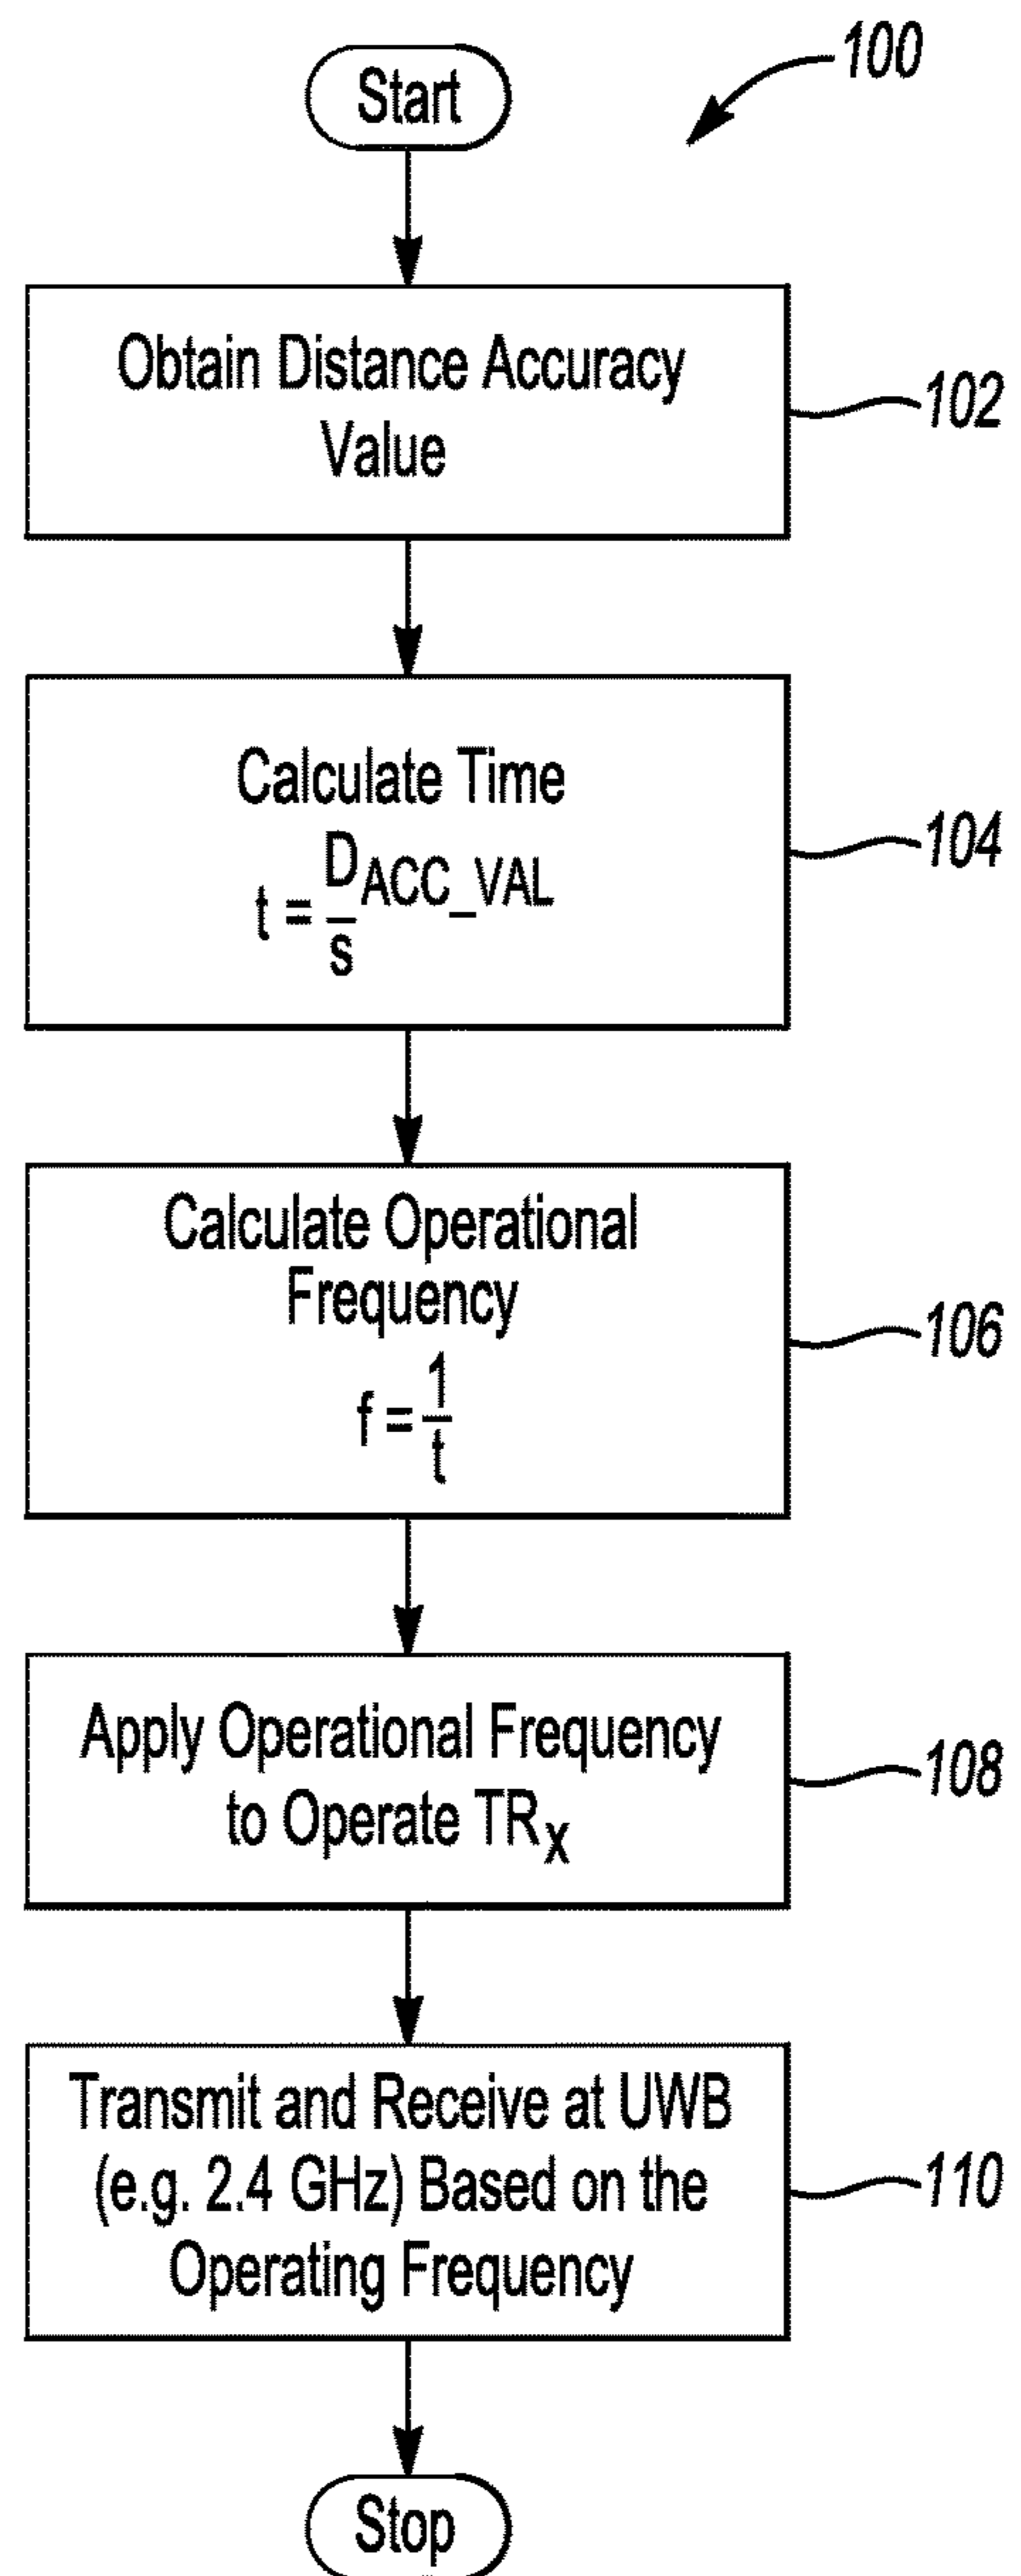 100
Start
Obtain Distance Accuracy
Value
102
Calculate Time
t = D_ACC_VAL / s
104
Calculate Operational
Frequency
f = 1/t
106
Apply Operational Frequency
to Operate TRx
108
Transmit and Receive at UWB
(e.g. 2.4 GHz) Based on the
Operating Frequency
110
Stop